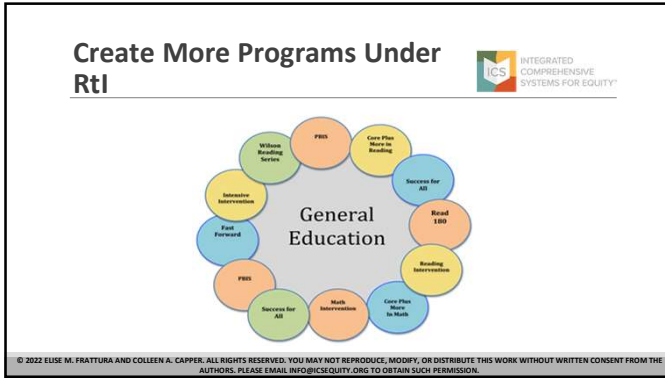 Create More Programs Under
RtI
ICS
INTEGRATED
COMPREHENSIVE
SYSTEMS FOR EQUITY™
PBIS
Core Plus
More in
Reading
Success for
All
Read
180
Reading
Intervention
Core Plus
More
In Math
Math
Intervention
Success for
All
PBIS
Fast
Forward
Intensive
Intervention
Wilson
Reading
Series
General
Education
© 2022 ELISE M. FRATTURA AND COLLEEN A. CAPPER. ALL RIGHTS RESERVED. YOU MAY NOT REPRODUCE, MODIFY, OR DISTRIBUTE THIS WORK WITHOUT WRITTEN CONSENT FROM THE
AUTHORS. PLEASE EMAIL INFO@ICSEQUITY.ORG TO OBTAIN SUCH PERMISSION.